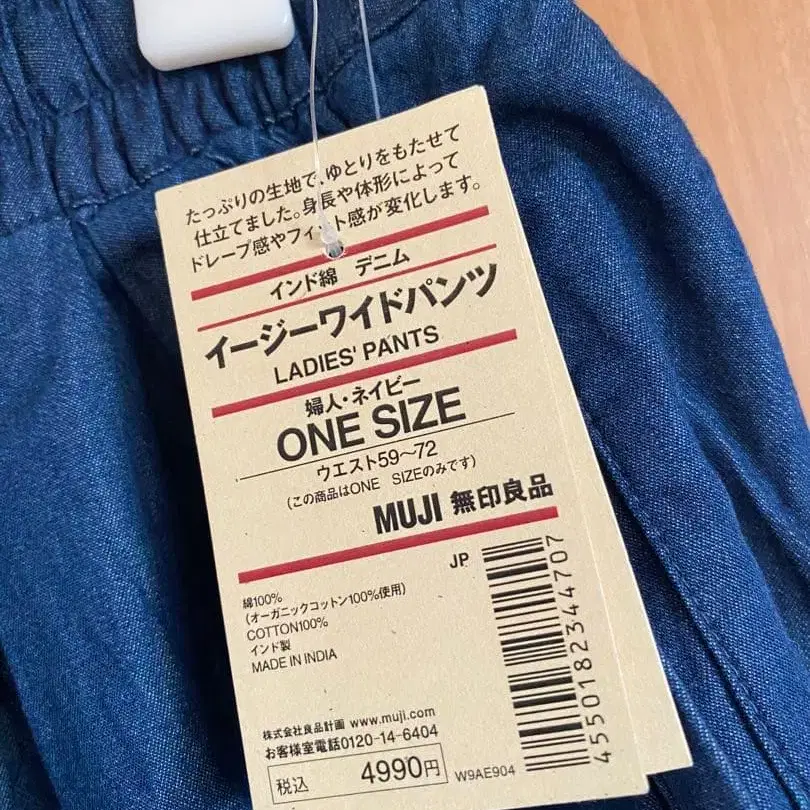 たっぷりの生地で、ゆとりをもたせて
仕立てました。身長や体形によって
ドレープ感やフィット感が変化します。
インド綿 デニム
イージーワイドパンツ
LADIES' PANTS
婦人・ネイビー
ONE SIZE
ウエスト59〜72
(この商品はONE SIZEのみです)
MUJI 無印良品
JP
綿100%
(オーガニックコットン100%使用)
COTTON100%
インド製
MADE IN INDIA
株式会社良品計画 www.muji.com
お客様室電話0120-14-6404
税込 4990円
W9AE904
4550182344707